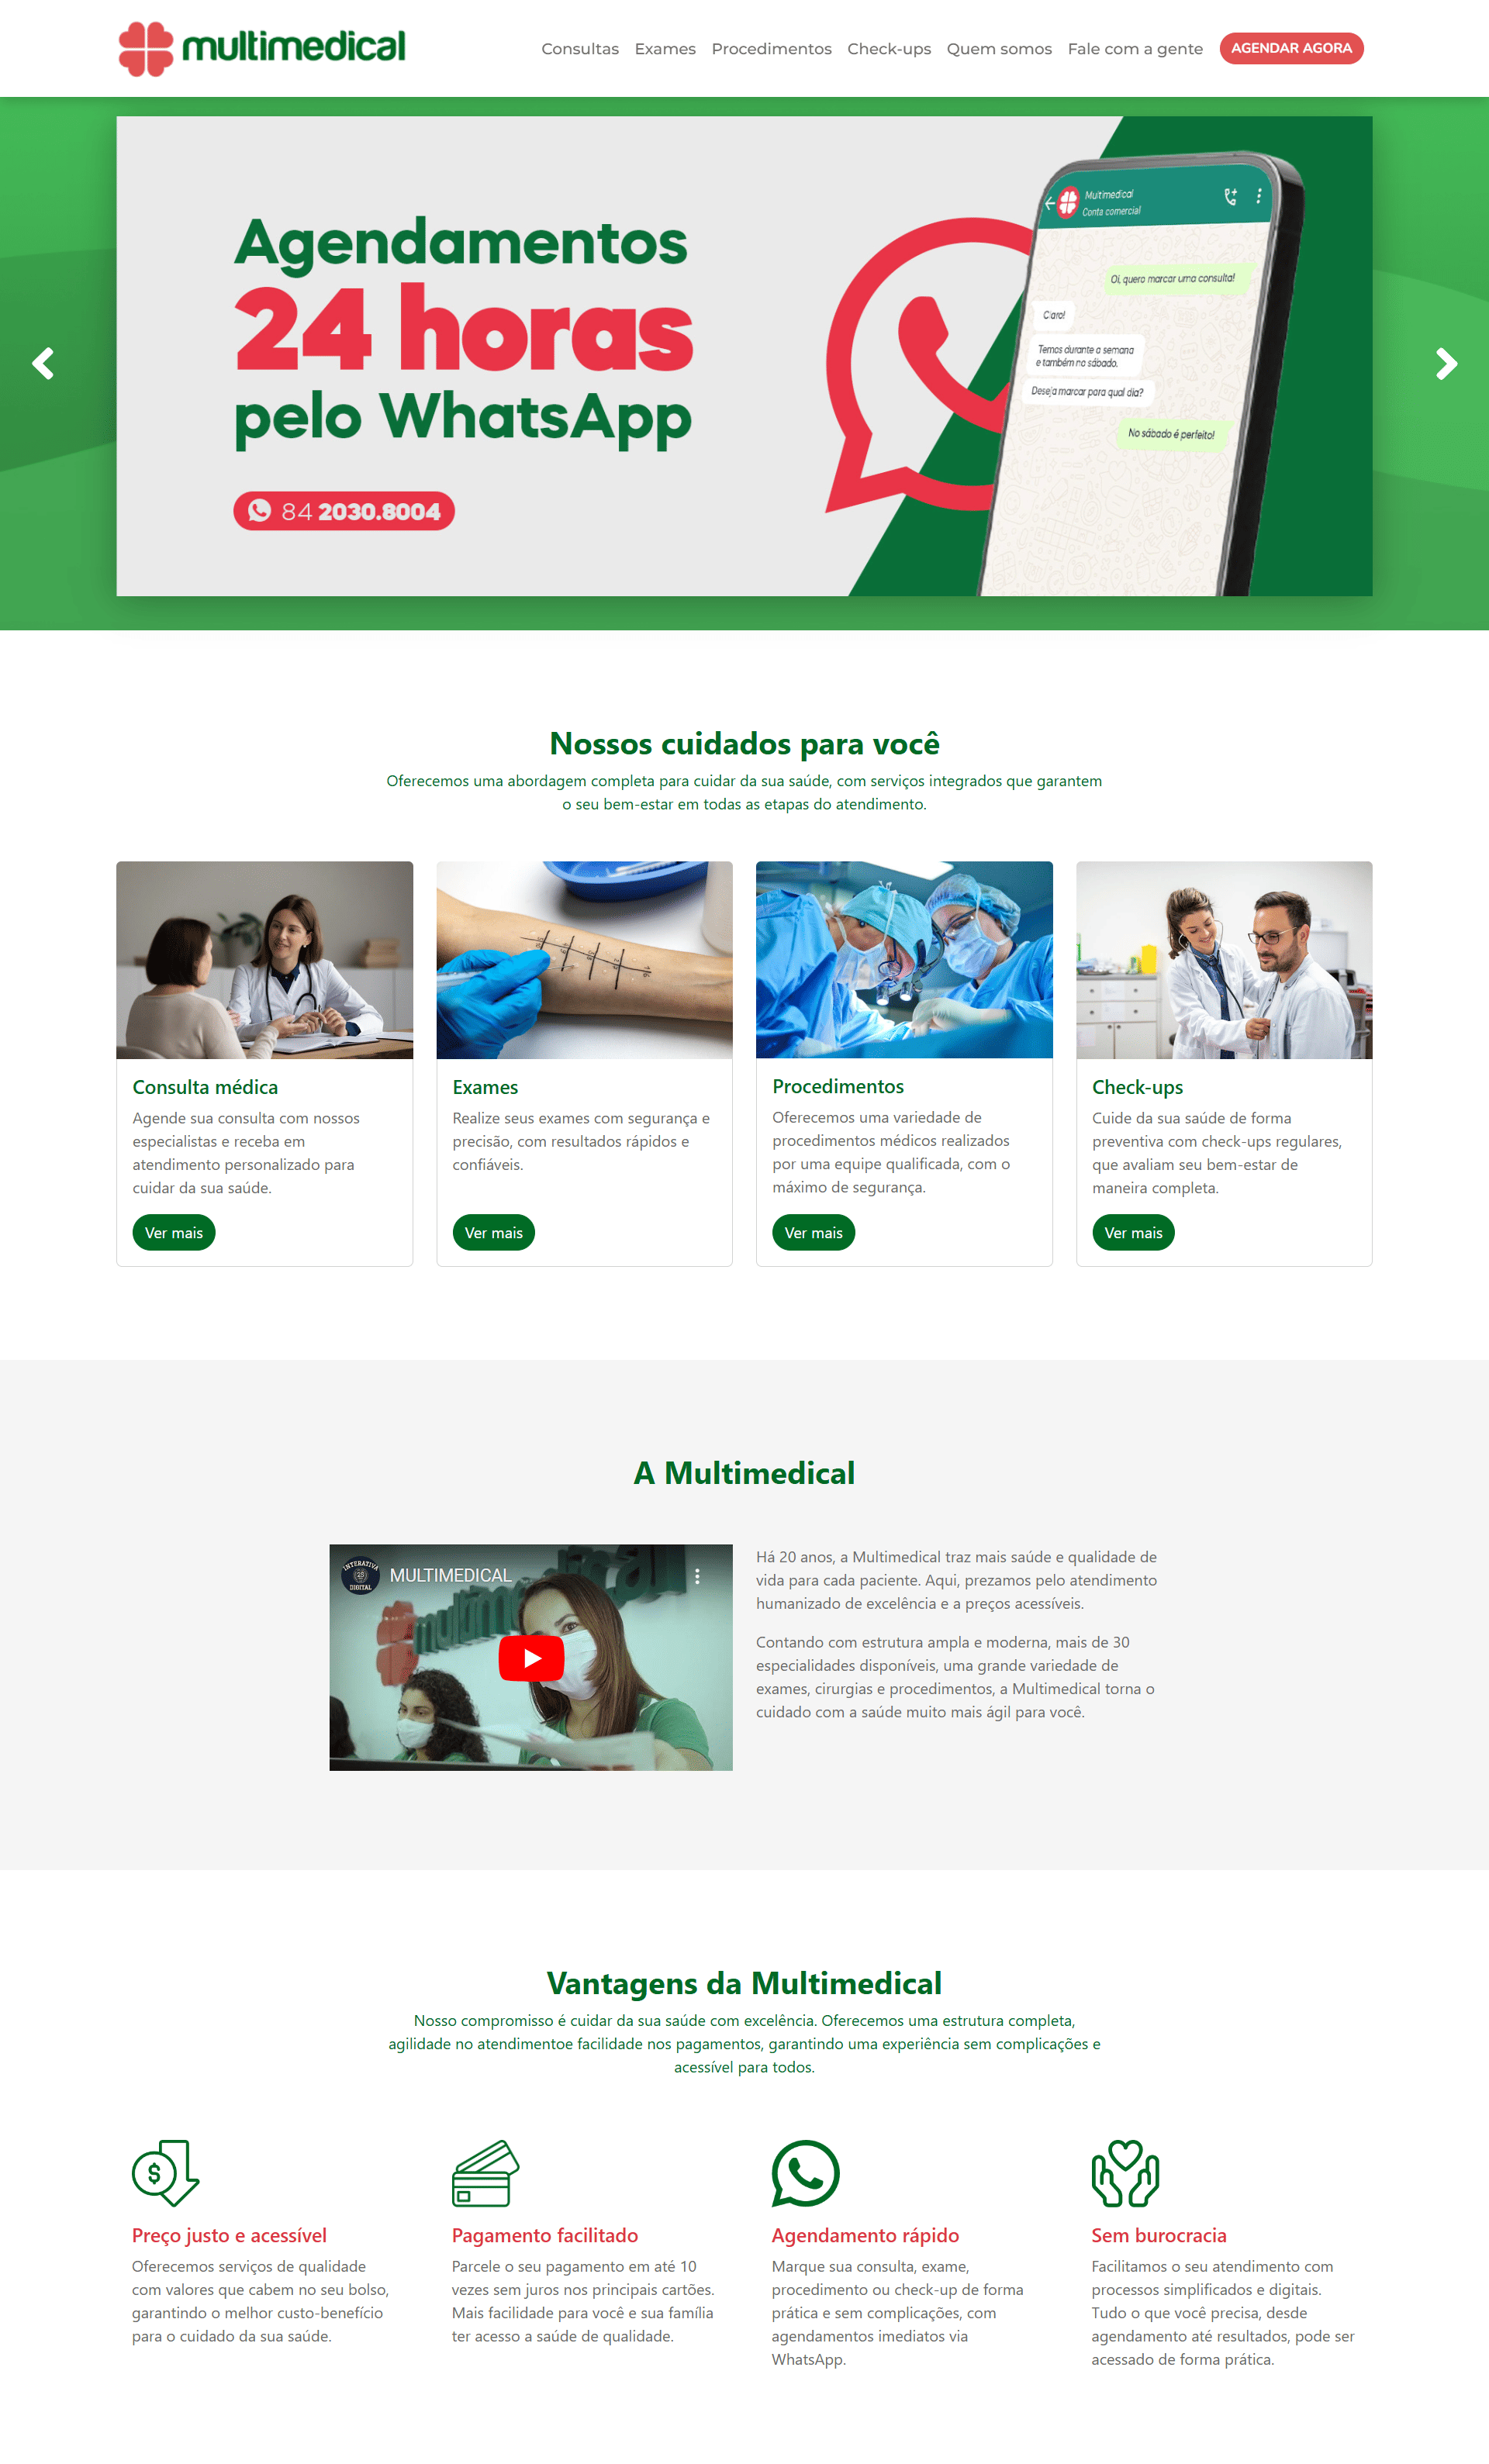 multimedical
Consultas
Exames
Procedimentos
Check-ups
Quem somos
Fale com a gente
AGENDAR AGORA
Agendamentos
24 horas
pelo WhatsApp
84 2030.8004
Multimedical
Conta comercial
Oi, quero marcar uma consulta!
Claro!
Temos durante a semana
e também no sábado.
Deseja marcar para qual dia?
No sábado é perfeito!
Nossos cuidados para você
Oferecemos uma abordagem completa para cuidar da sua saúde, com serviços integrados que garantem
o seu bem-estar em todas as etapas do atendimento.
Consulta médica
Agende sua consulta com nossos
especialistas e receba em
atendimento personalizado para
cuidar da sua saúde.
Ver mais
Exames
Realize seus exames com segurança e
precisão, com resultados rápidos e
confiáveis.
Ver mais
Procedimentos
Oferecemos uma variedade de
procedimentos médicos realizados
por uma equipe qualificada, com o
máximo de segurança.
Ver mais
Check-ups
Cuide da sua saúde de forma
preventiva com check-ups regulares,
que avaliam seu bem-estar de
maneira completa.
Ver mais
A Multimedical
INTERATIVA
25
DIGITAL
MULTIMEDICAL
multimedical
Há 20 anos, a Multimedical traz mais saúde e qualidade de
vida para cada paciente. Aqui, prezamos pelo atendimento
humanizado de excelência e a preços acessíveis.
Contando com estrutura ampla e moderna, mais de 30
especialidades disponíveis, uma grande variedade de
exames, cirurgias e procedimentos, a Multimedical torna o
cuidado com a saúde muito mais ágil para você.
Vantagens da Multimedical
Nosso compromisso é cuidar da sua saúde com excelência. Oferecemos uma estrutura completa,
agilidade no atendimentoe facilidade nos pagamentos, garantindo uma experiência sem complicações e
acessível para todos.
$
Preço justo e acessível
Oferecemos serviços de qualidade
com valores que cabem no seu bolso,
garantindo o melhor custo-benefício
para o cuidado da sua saúde.
Pagamento facilitado
Parcele o seu pagamento em até 10
vezes sem juros nos principais cartões.
Mais facilidade para você e sua família
ter acesso a saúde de qualidade.
Agendamento rápido
Marque sua consulta, exame,
procedimento ou check-up de forma
prática e sem complicações, com
agendamentos imediatos via
WhatsApp.
Sem burocracia
Facilitamos o seu atendimento com
processos simplificados e digitais.
Tudo o que você precisa, desde
agendamento até resultados, pode ser
acessado de forma prática.